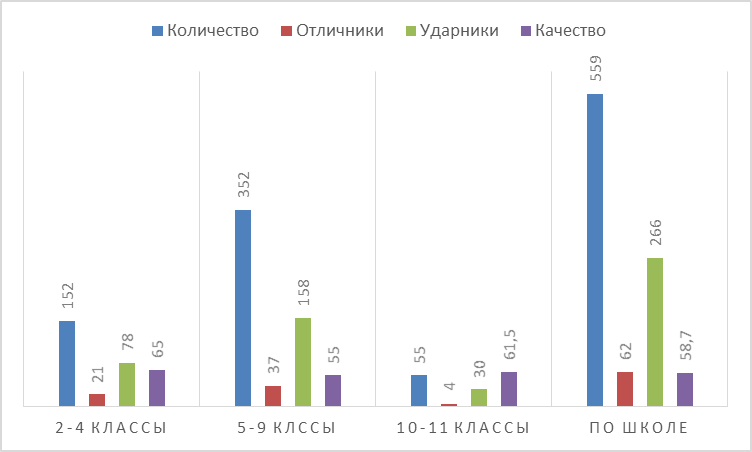 Количество Отличники Ударники Качество
152 21 78 65
352 37 158 55
55 4 30 61,5
559 62 266 58,7
2-4 КЛАССЫ 5-9 КЛССЫ 10-11 КЛАССЫ ПО ШКОЛЕ